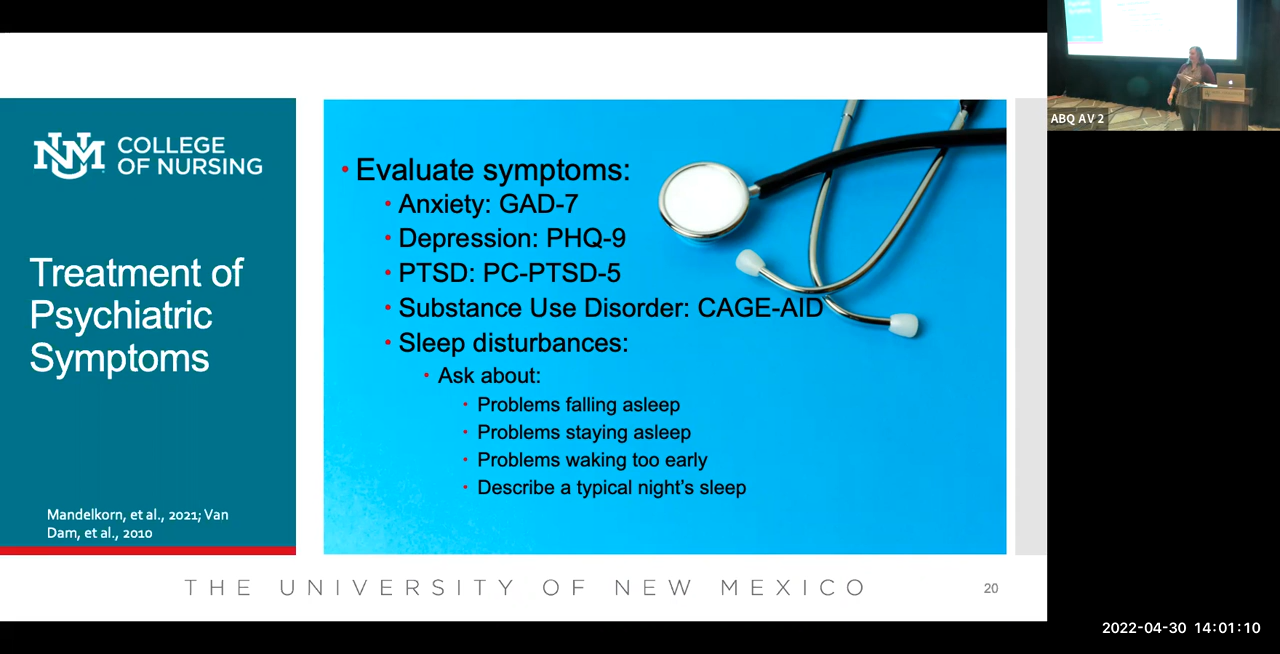 UNM COLLEGE
OF NURSING
Treatment of
Psychiatric
Symptoms
Mandelkorn, et al., 2021; Van
Dam, et al., 2010
• Evaluate symptoms:
• Anxiety: GAD-7
• Depression: PHQ-9
• PTSD: PC-PTSD-5
• Substance Use Disorder: CAGE-AID
• Sleep disturbances:
• Ask about:
• Problems falling asleep
• Problems staying asleep
• Problems waking too early
• Describe a typical night's sleep
THE UNIVERSITY OF NEW MEXICO
20
ABQ AV 2
2022-04-30 14:01:10